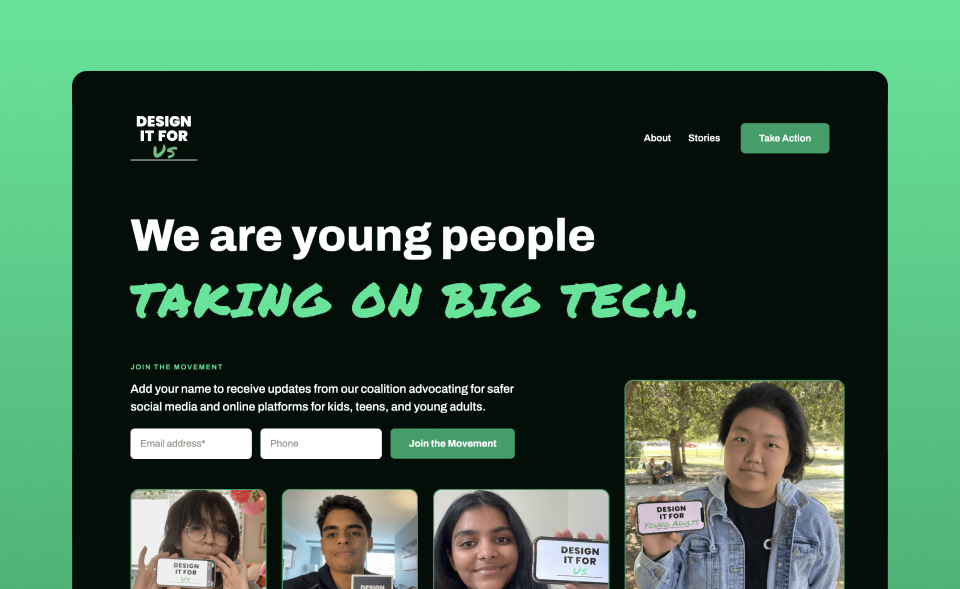 DESIGN
IT FOR
Us
About Stories Take Action
We are young people
TAKING ON BIG TECH.
JOIN THE MOVEMENT
Add your name to receive updates from our coalition advocating for safer
social media and online platforms for kids, teens, and young adults.
Email address* Phone Join the Movement
DESIGN
IT FOR
YOUNG ADULTS
DESIGN
IT FOR
Us
DESIGN
DESIGN
IT FOR
Us